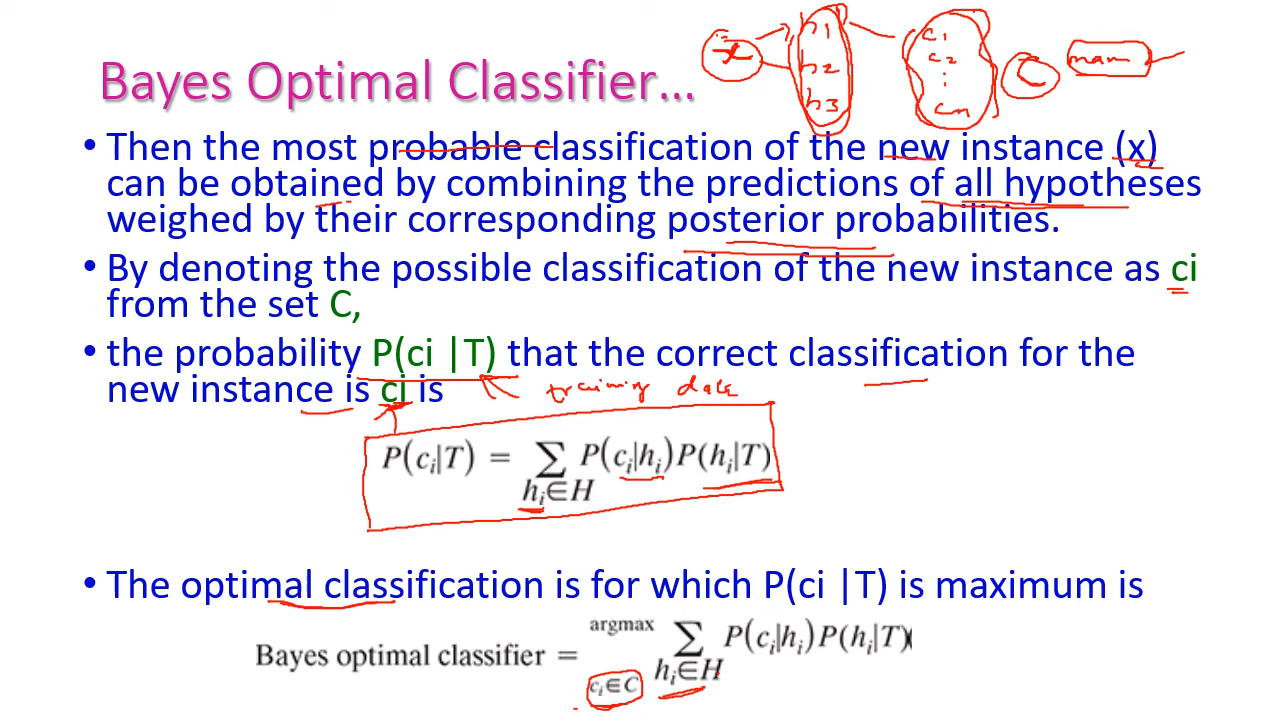 x h1 c1
h2 c2 C
⋮
h3 cm
Bayes Optimal Classifier...
• Then the most probable classification of the new instance (x)
can be obtained by combining the predictions of all hypotheses
weighed by their corresponding posterior probabilities.
• By denoting the possible classification of the new instance as ci
from the set C,
• the probability P(ci |T) that the correct classification for the
new instance is ci is
training data
P(cᵢ|T) = ∑ P(cᵢ|hᵢ)P(hᵢ|T)
hᵢ∈H
• The optimal classification is for which P(ci |T) is maximum is
Bayes optimal classifier = argmax ∑ P(cᵢ|hᵢ)P(hᵢ|T)
cᵢ∈C hᵢ∈H